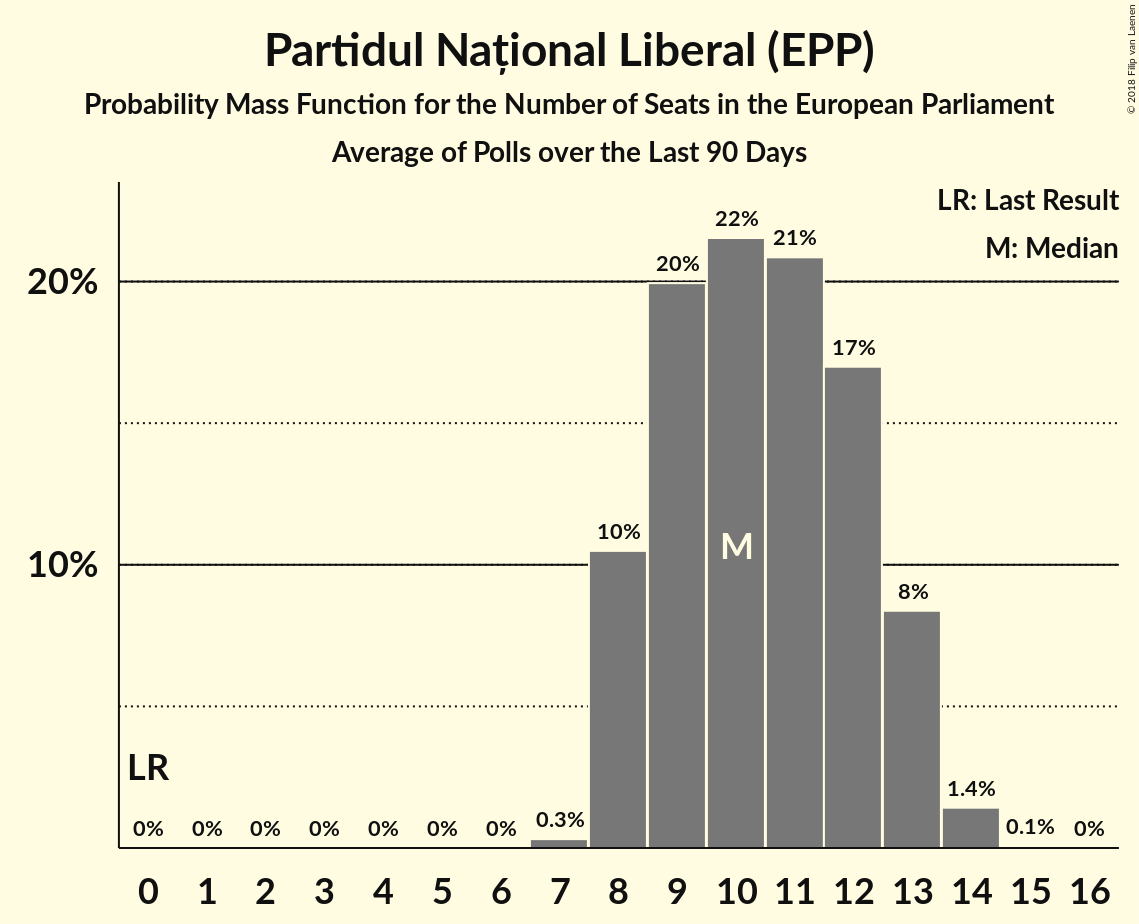 Partidul Național Liberal (EPP)
Probability Mass Function for the Number of Seats in the European Parliament
Average of Polls over the Last 90 Days
© 2018 Filip van Laenen
LR: Last Result
M: Median
22%
21%
20%
20%
17%
10%
M
10%
8%
LR
1.4%
0% 0% 0% 0% 0% 0% 0% 0.3% 0.1% 0%
0 1 2 3 4 5 6 7 8 9 10 11 12 13 14 15 16